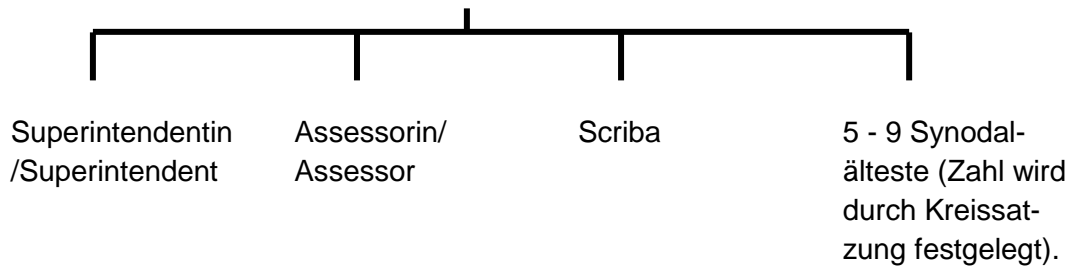 Superintendentin
/Superintendent
Assessorin/
Assessor
Scriba
5 - 9 Synodal-
älteste (Zahl wird
durch Kreissat-
zung festgelegt).